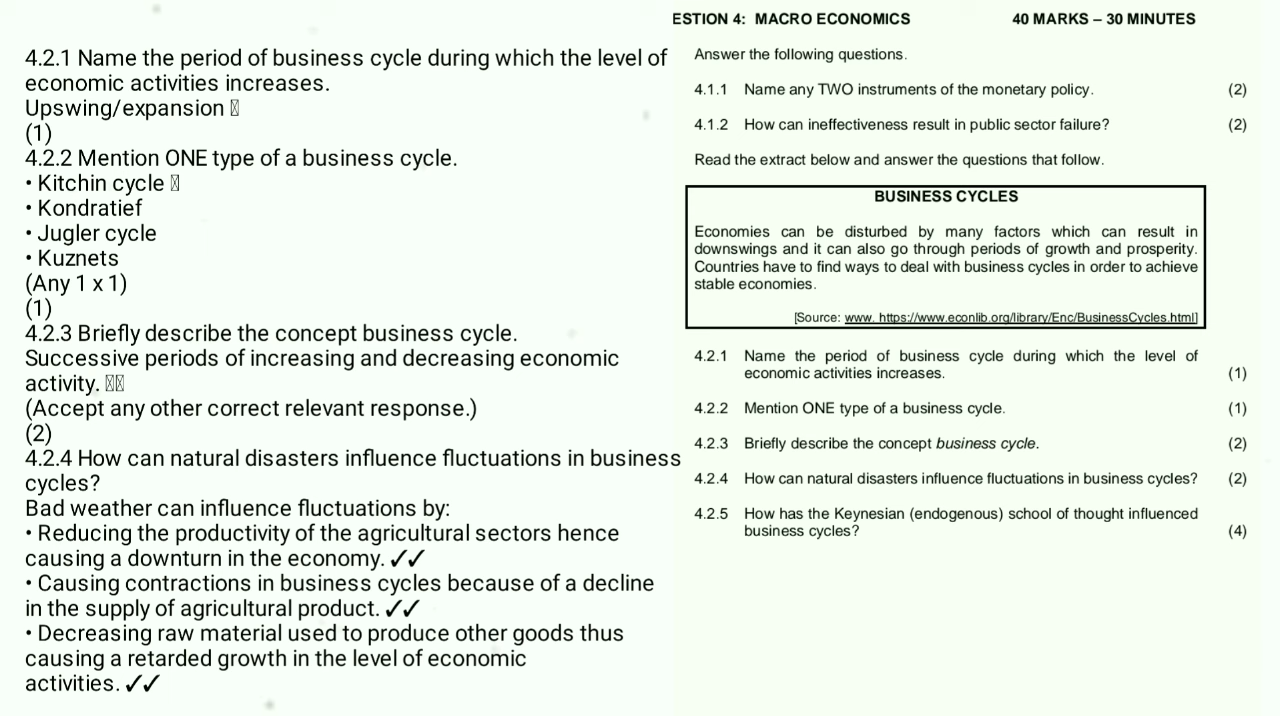 4.2.1 Name the period of business cycle during which the level of
economic activities increases.
Upswing/expansion
(1)
4.2.2 Mention ONE type of a business cycle.
• Kitchin cycle
• Kondratief
• Jugler cycle
• Kuznets
(Any 1 x 1)
(1)
4.2.3 Briefly describe the concept business cycle.
Successive periods of increasing and decreasing economic
activity.
(Accept any other correct relevant response.)
(2)
4.2.4 How can natural disasters influence fluctuations in business
cycles?
Bad weather can influence fluctuations by:
• Reducing the productivity of the agricultural sectors hence
causing a downturn in the economy. ✓✓
• Causing contractions in business cycles because of a decline
in the supply of agricultural product. ✓✓
• Decreasing raw material used to produce other goods thus
causing a retarded growth in the level of economic
activities. ✓✓
ESTION 4: MACRO ECONOMICS 40 MARKS – 30 MINUTES
Answer the following questions.
4.1.1 Name any TWO instruments of the monetary policy. (2)
4.1.2 How can ineffectiveness result in public sector failure? (2)
Read the extract below and answer the questions that follow.
BUSINESS CYCLES
Economies can be disturbed by many factors which can result in
downswings and it can also go through periods of growth and prosperity.
Countries have to find ways to deal with business cycles in order to achieve
stable economies.
[Source: www. https://www.econlib.org/library/Enc/BusinessCycles.html]
4.2.1 Name the period of business cycle during which the level of
economic activities increases. (1)
4.2.2 Mention ONE type of a business cycle. (1)
4.2.3 Briefly describe the concept business cycle. (2)
4.2.4 How can natural disasters influence fluctuations in business cycles? (2)
4.2.5 How has the Keynesian (endogenous) school of thought influenced
business cycles? (4)